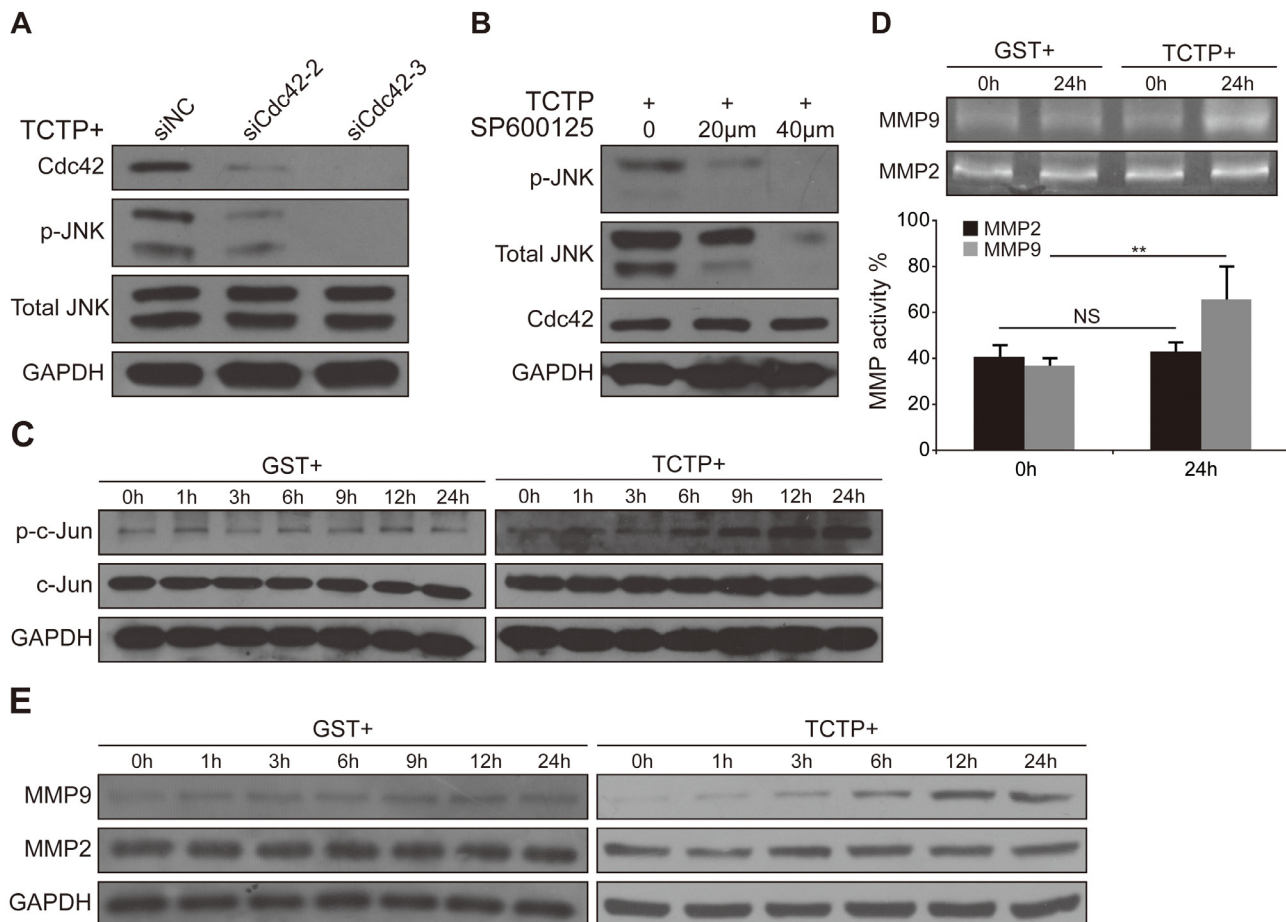 A
TCTP+ siNC siCdc42-2 siCdc42-3
Cdc42
p-JNK
Total JNK
GAPDH
B
TCTP + + +
SP600125 0 20μm 40μm
p-JNK
Total JNK
Cdc42
GAPDH
D
GST+ TCTP+
0h 24h 0h 24h
MMP9
MMP2
MMP activity %
100
80
60
40
20
0
MMP2
MMP9
**
NS
0h 24h
C
GST+ TCTP+
0h 1h 3h 6h 9h 12h 24h 0h 1h 3h 6h 9h 12h 24h
p-c-Jun
c-Jun
GAPDH
E
GST+ TCTP+
0h 1h 3h 6h 9h 12h 24h 0h 1h 3h 6h 12h 24h
MMP9
MMP2
GAPDH